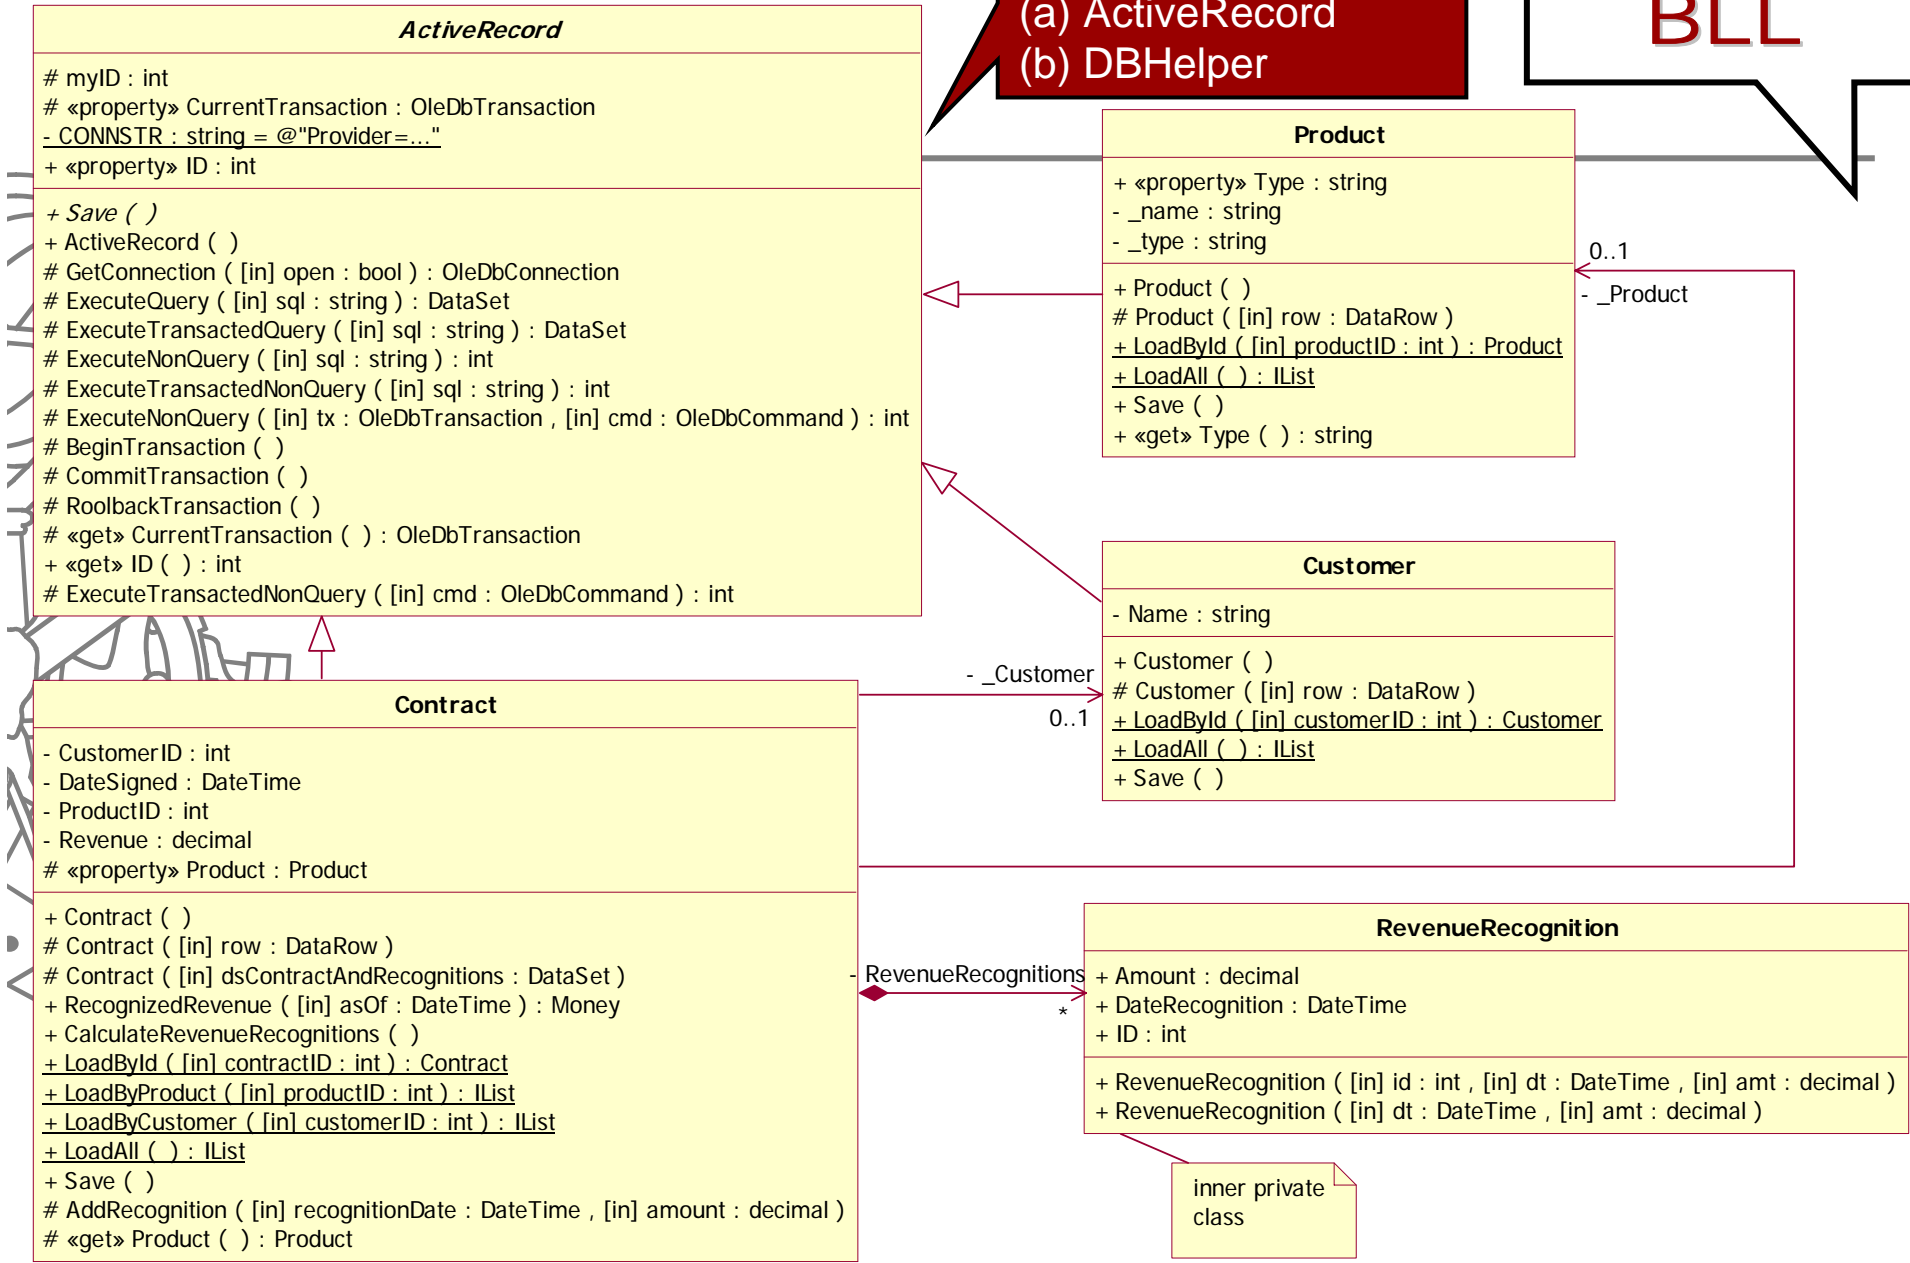 (a) ActiveRecord
(b) DBHelper
BLL
ActiveRecord
# myID : int
# «property» CurrentTransaction : OleDbTransaction
- CONNSTR : string = @"Provider=..."
+ «property» ID : int
+ Save ( )
+ ActiveRecord ( )
# GetConnection ( [in] open : bool ) : OleDbConnection
# ExecuteQuery ( [in] sql : string ) : DataSet
# ExecuteTransactedQuery ( [in] sql : string ) : DataSet
# ExecuteNonQuery ( [in] sql : string ) : int
# ExecuteTransactedNonQuery ( [in] sql : string ) : int
# ExecuteNonQuery ( [in] tx : OleDbTransaction , [in] cmd : OleDbCommand ) : int
# BeginTransaction ( )
# CommitTransaction ( )
# RoolbackTransaction ( )
# «get» CurrentTransaction ( ) : OleDbTransaction
+ «get» ID ( ) : int
# ExecuteTransactedNonQuery ( [in] cmd : OleDbCommand ) : int
Product
+ «property» Type : string
- _name : string
- _type : string
+ Product ( )
# Product ( [in] row : DataRow )
+ LoadById ( [in] productID : int ) : Product
+ LoadAll ( ) : IList
+ Save ( )
+ «get» Type ( ) : string
0..1
- _Product
Customer
- Name : string
+ Customer ( )
# Customer ( [in] row : DataRow )
+ LoadById ( [in] customerID : int ) : Customer
+ LoadAll ( ) : IList
+ Save ( )
- _Customer
0..1
Contract
- CustomerID : int
- DateSigned : DateTime
- ProductID : int
- Revenue : decimal
# «property» Product : Product
+ Contract ( )
# Contract ( [in] row : DataRow )
# Contract ( [in] dsContractAndRecognitions : DataSet )
+ RecognizedRevenue ( [in] asOf : DateTime ) : Money
+ CalculateRevenueRecognitions ( )
+ LoadById ( [in] contractID : int ) : Contract
+ LoadByProduct ( [in] productID : int ) : IList
+ LoadByCustomer ( [in] customerID : int ) : IList
+ LoadAll ( ) : IList
+ Save ( )
# AddRecognition ( [in] recognitionDate : DateTime , [in] amount : decimal )
# «get» Product ( ) : Product
- RevenueRecognitions
*
RevenueRecognition
+ Amount : decimal
+ DateRecognition : DateTime
+ ID : int
+ RevenueRecognition ( [in] id : int , [in] dt : DateTime , [in] amt : decimal )
+ RevenueRecognition ( [in] dt : DateTime , [in] amt : decimal )
inner private
class